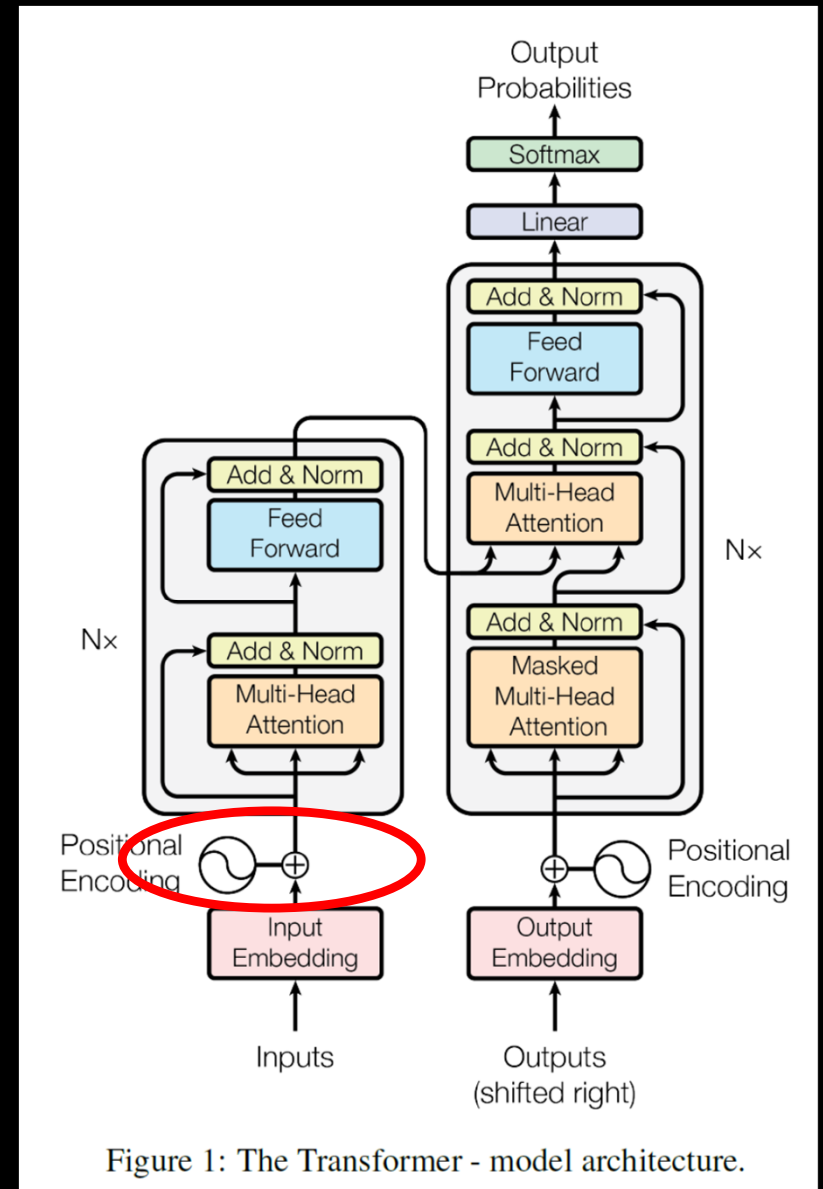 Output
Probabilities
Softmax
Linear
Add & Norm
Feed
Forward
Add & Norm
Multi-Head
Attention
Nx
Add & Norm
Masked
Multi-Head
Attention
Positional
Encoding
Output
Embedding
Outputs
(shifted right)
Add & Norm
Feed
Forward
Nx
Add & Norm
Multi-Head
Attention
Positional
Encoding
Input
Embedding
Inputs
Figure 1: The Transformer - model architecture.